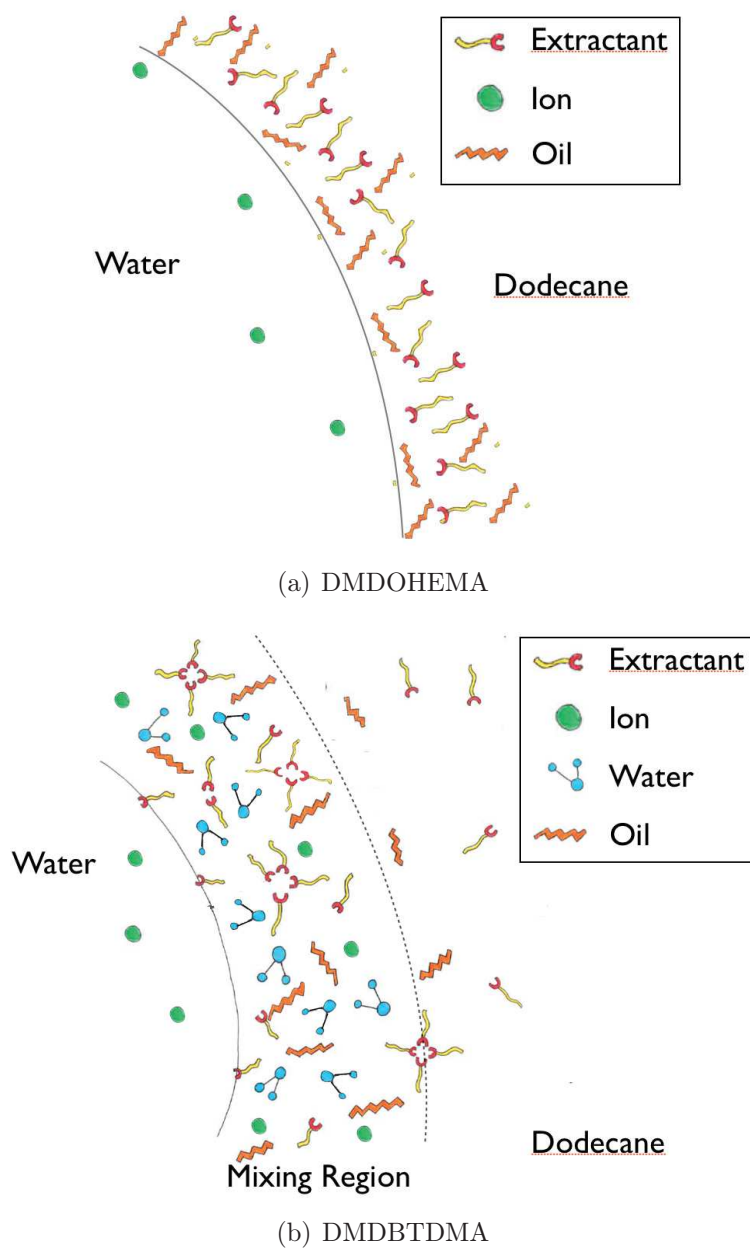 Extractant
Ion
Oil
Water
Dodecane
(a) DMDOHEMA
Extractant
Ion
Water
Oil
Water
Dodecane
Mixing Region
(b) DMDBTDMA